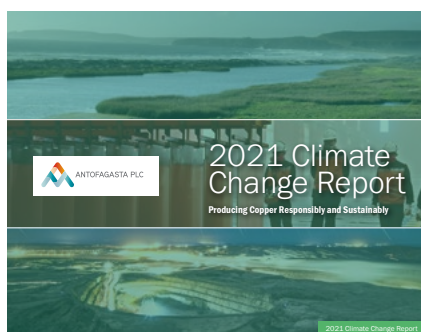 ANTOFAGASTA PLC
2021 Climate
Change Report
Producing Copper Responsibly and Sustainably
2021 Climate Change Report